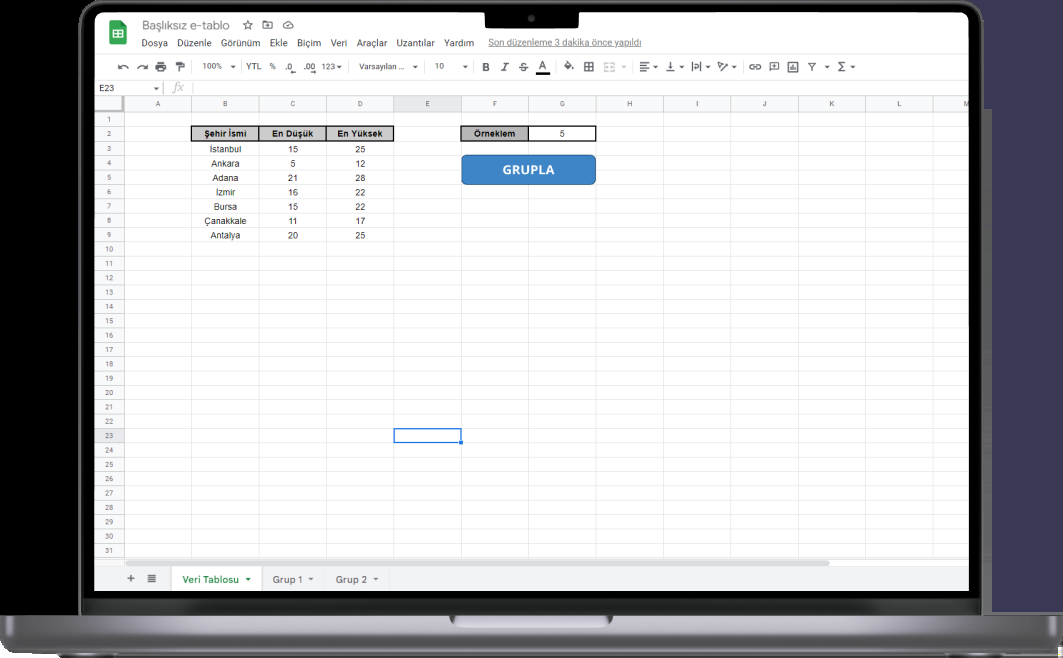 Başlıksız e-tablo
Dosya Düzenle Görünüm Ekle Biçim Veri Araçlar Uzantılar Yardım Son düzenleme 3 dakika önce yapıldı
100% YTL % .0 .00 123 Varsayılan ... 10 B I S A
E23 fx
A B C D E F G H I J K L M
1
2 Şehir İsmi En Düşük En Yüksek Örneklem 5
3 İstanbul 15 25
4 Ankara 5 12 GRUPLA
5 Adana 21 28
6 İzmir 16 22
7 Bursa 15 22
8 Çanakkale 11 17
9 Antalya 20 25
10
11
12
13
14
15
16
17
18
19
20
21
22
23
24
25
26
27
28
29
30
31
+ Veri Tablosu Grup 1 Grup 2